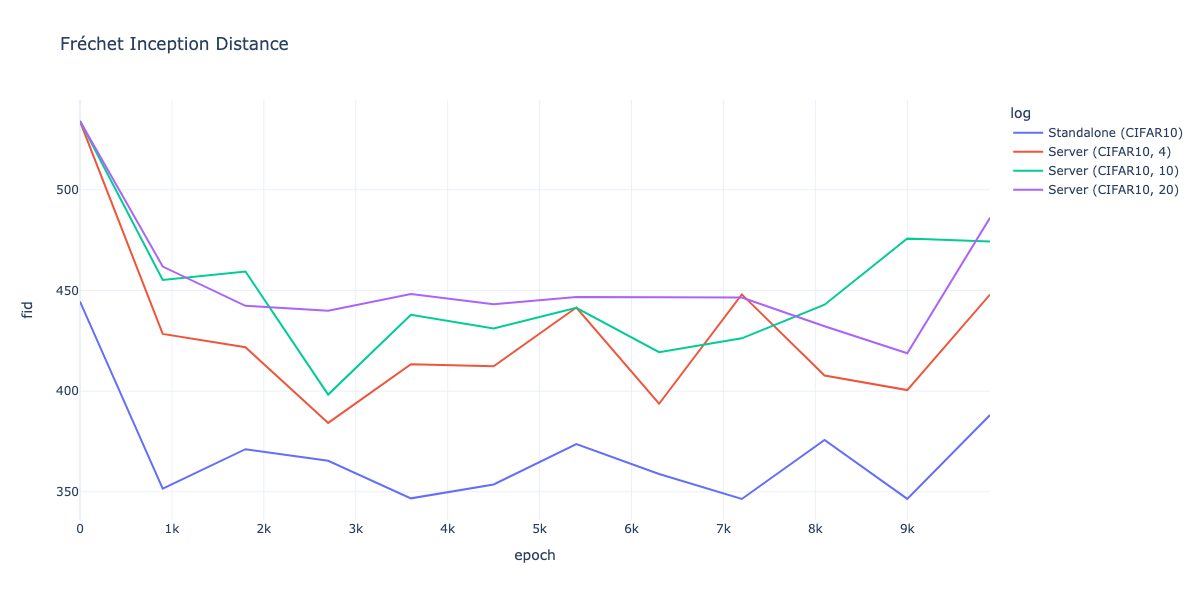 Fréchet Inception Distance
log
Standalone (CIFAR10)
Server (CIFAR10, 4)
Server (CIFAR10, 10)
Server (CIFAR10, 20)
fid
500
450
400
350
0 1k 2k 3k 4k 5k 6k 7k 8k 9k
epoch